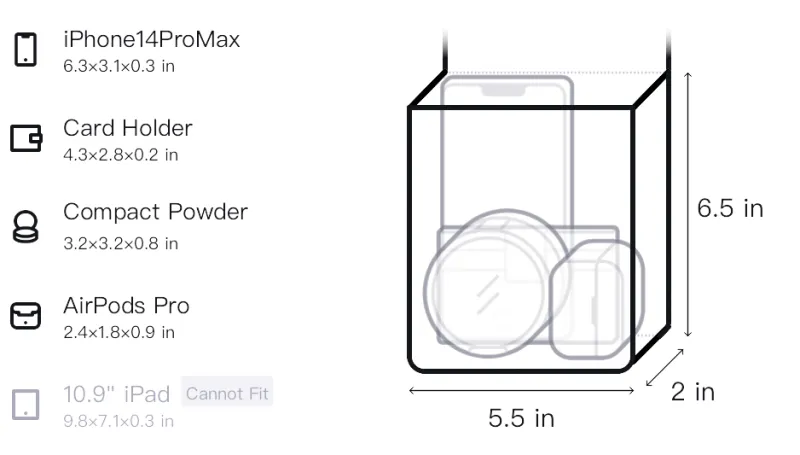 iPhone14ProMax
6.3×3.1×0.3 in
Card Holder
4.3×2.8×0.2 in
Compact Powder
3.2×3.2×0.8 in
AirPods Pro
2.4×1.8×0.9 in
10.9" iPad Cannot Fit
9.8×7.1×0.3 in
6.5 in
2 in
5.5 in